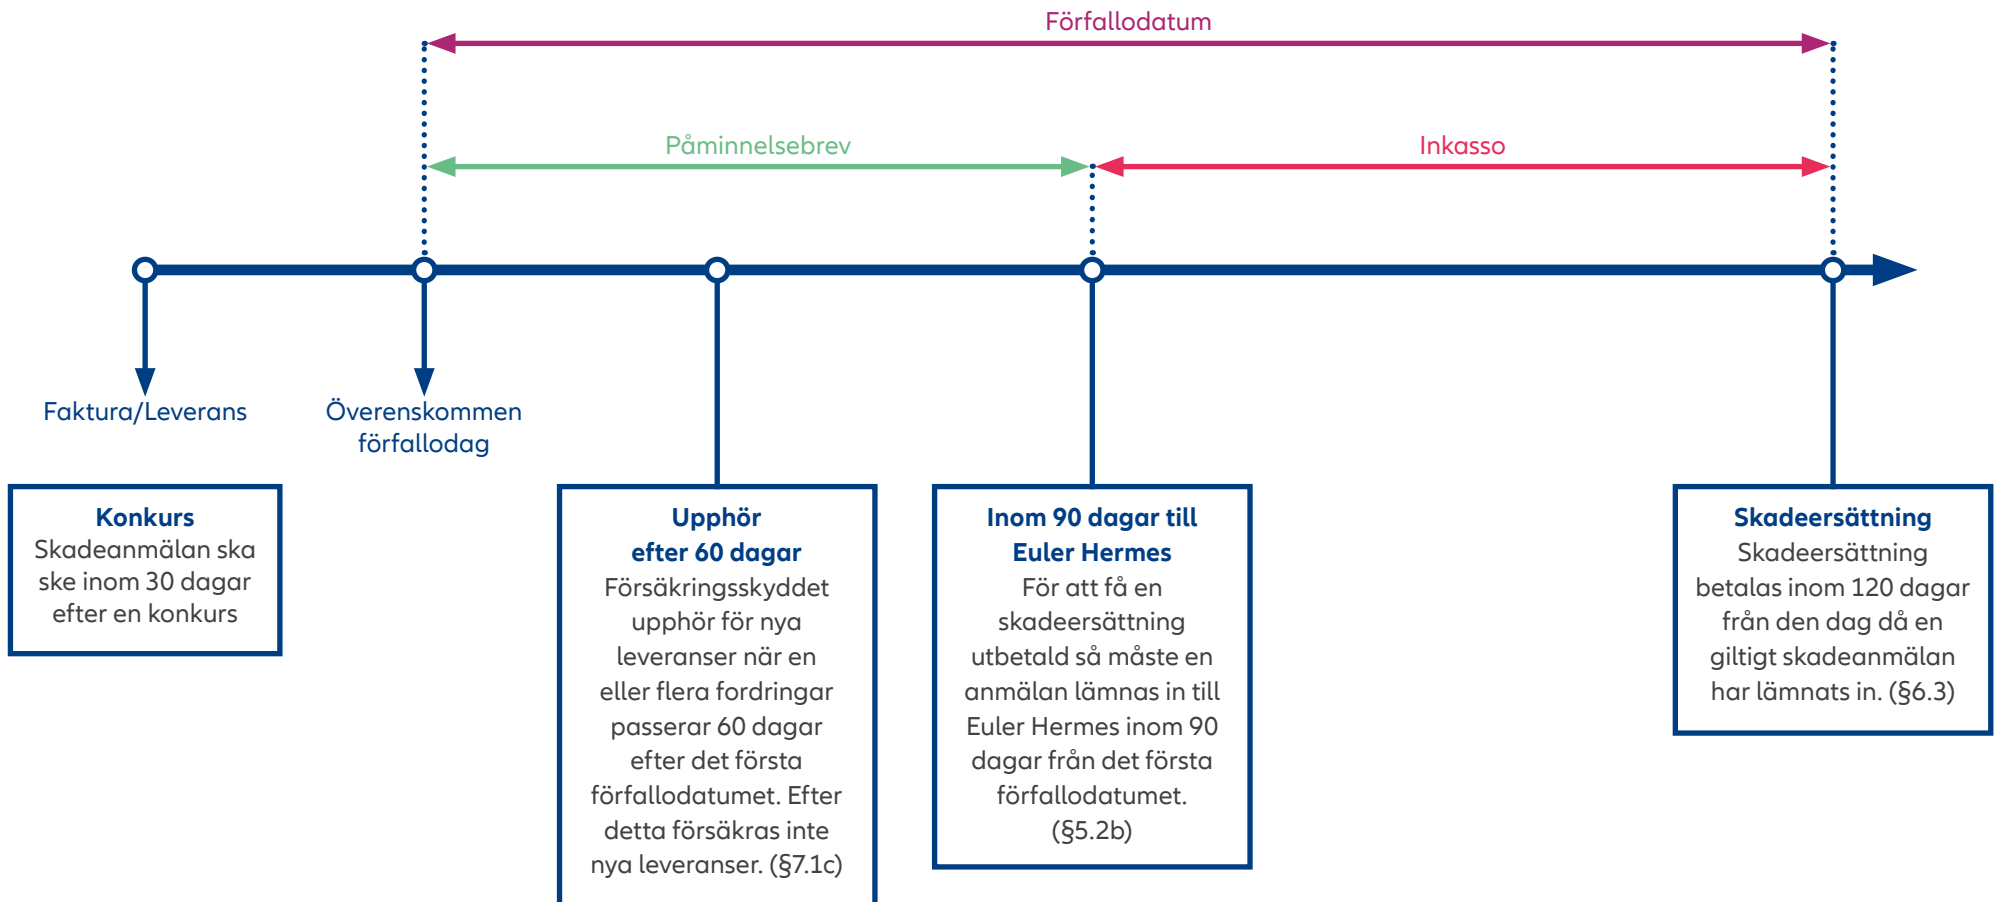 Förfallodatum
Påminnelsebrev
Inkasso
Faktura/Leverans
Överenskommen
förfallodag
Konkurs
Skadeanmälan ska
ske inom 30 dagar
efter en konkurs
Upphör
efter 60 dagar
Försäkringsskyddet
upphör för nya
leveranser när en
eller flera fordringar
passerar 60 dagar
efter det första
förfallodatumet. Efter
detta försäkras inte
nya leveranser. (§7.1c)
Inom 90 dagar till
Euler Hermes
För att få en
skadeersättning
utbetald så måste en
anmälan lämnas in till
Euler Hermes inom 90
dagar från det första
förfallodatumet.
(§5.2b)
Skadeersättning
Skadeersättning
betalas inom 120 dagar
från den dag då en
giltigt skadeanmälan
har lämnats in. (§6.3)